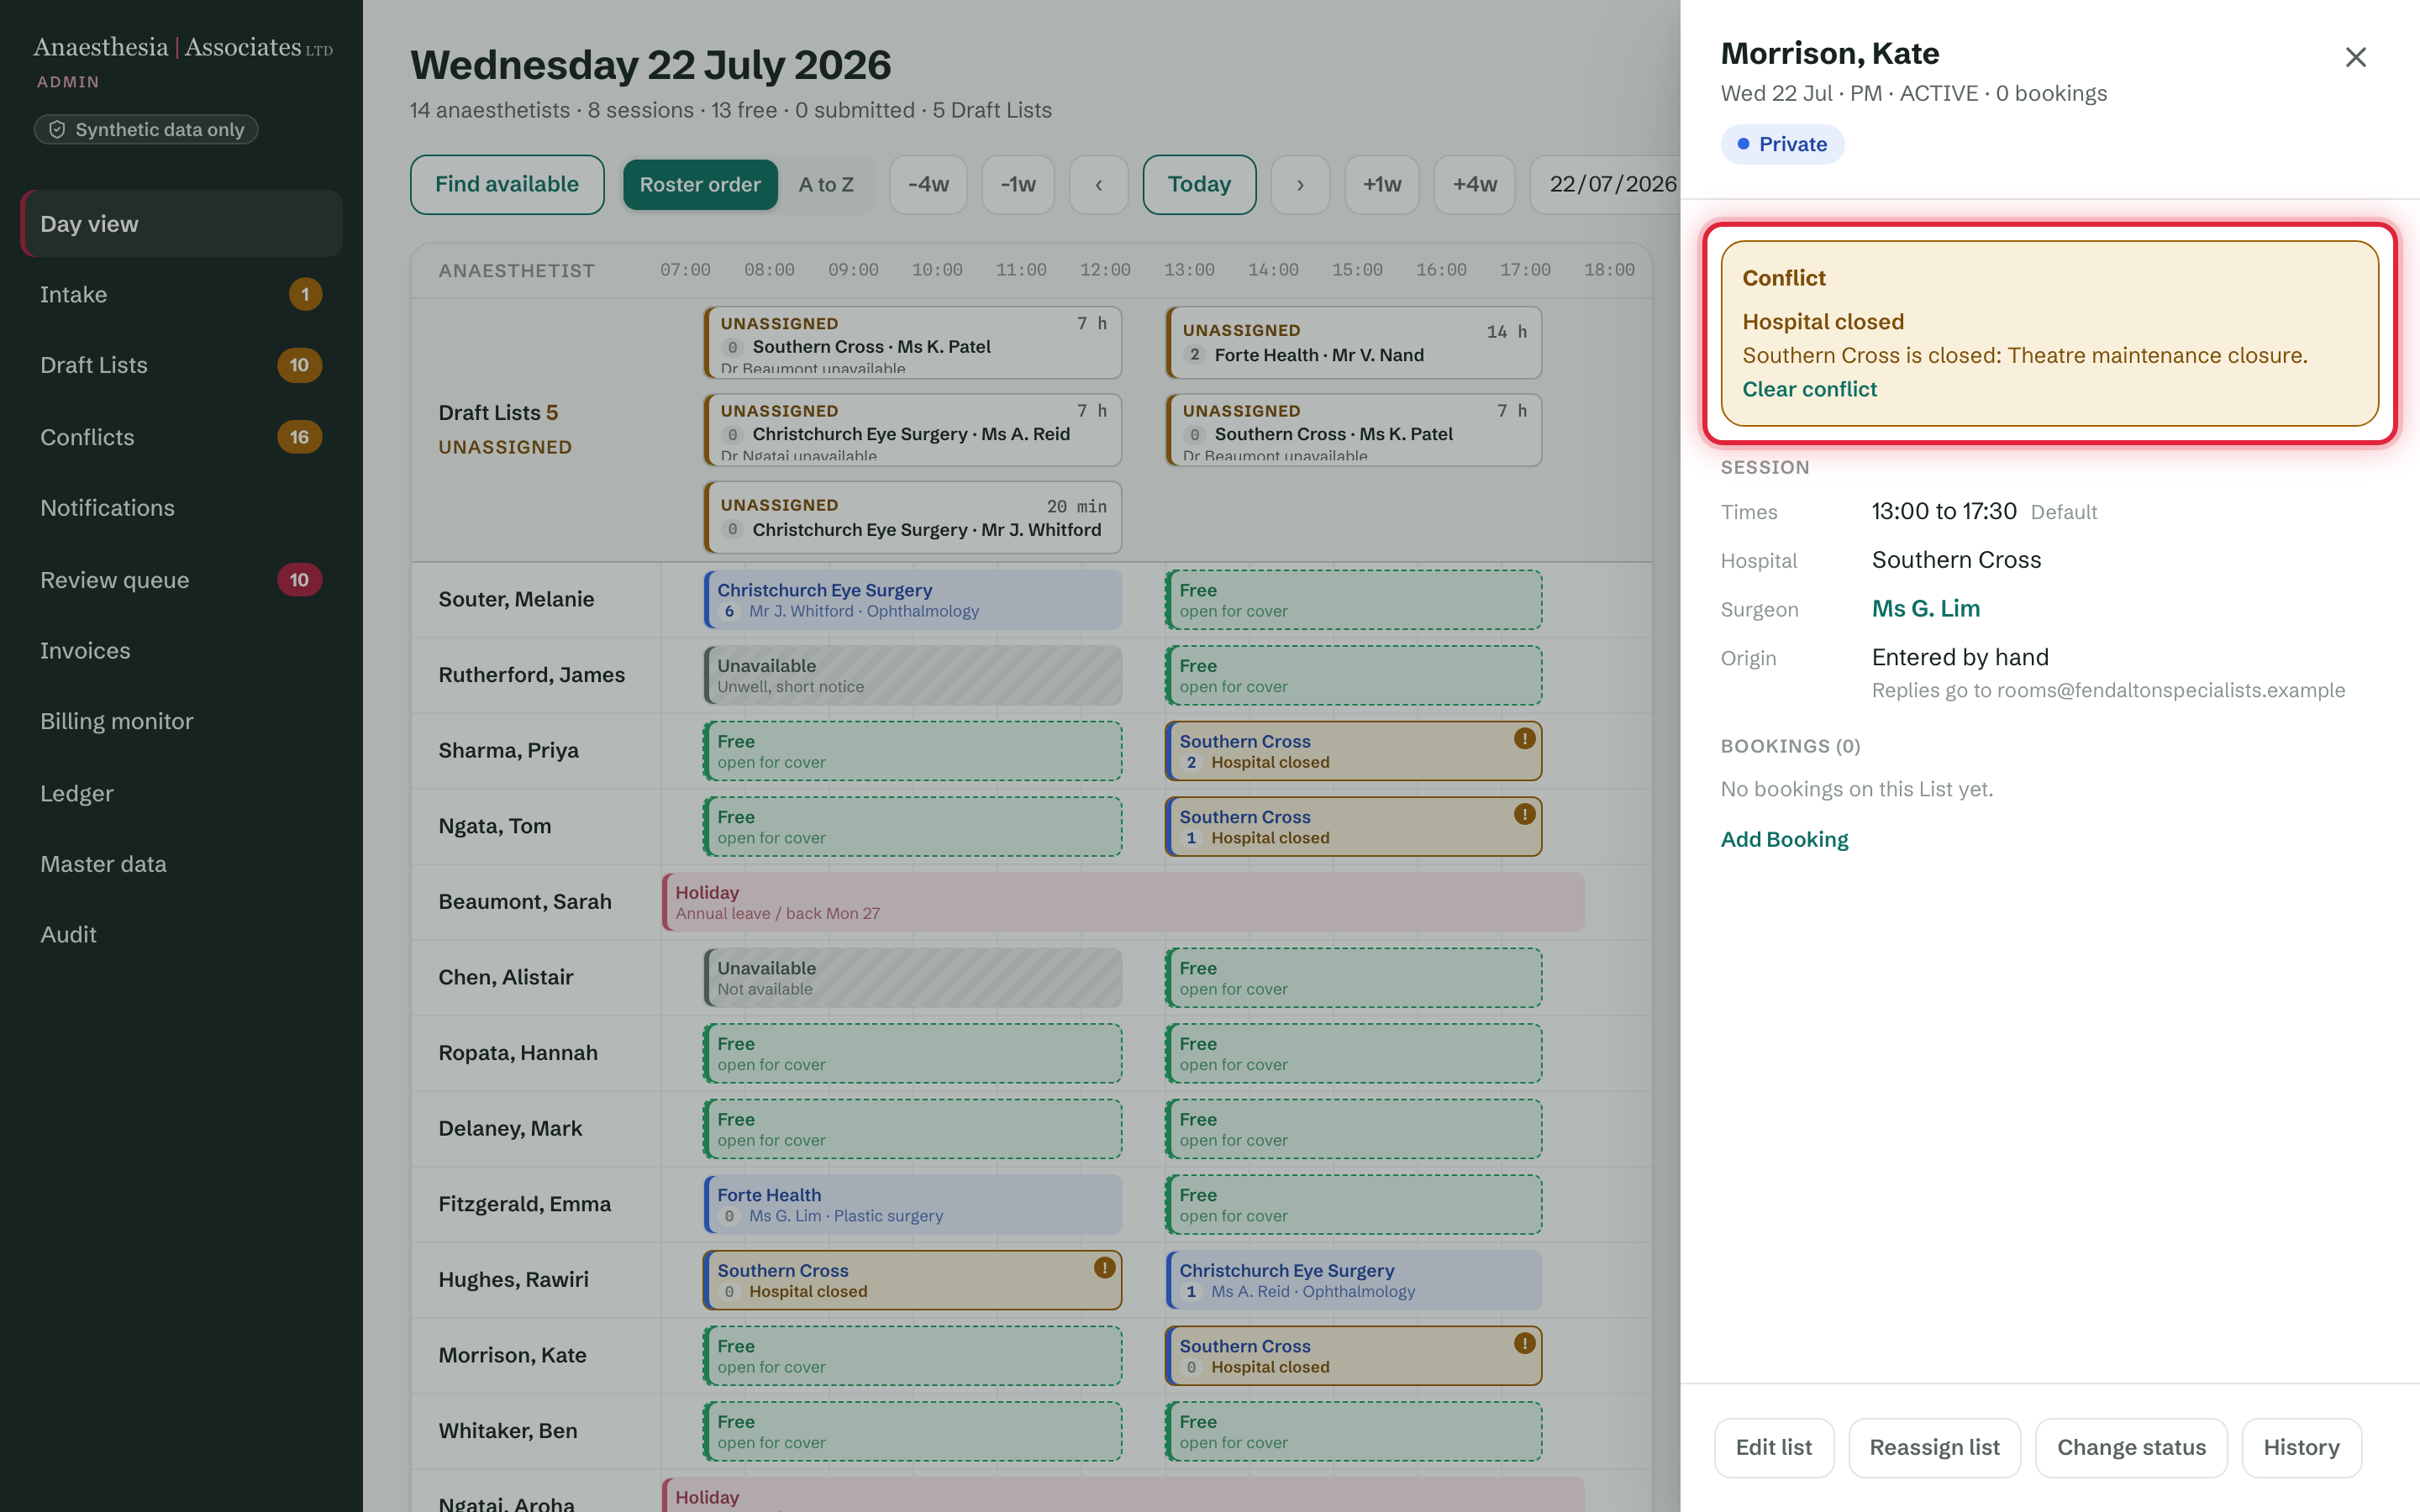 Anaesthesia | Associates LTD
ADMIN
Synthetic data only
Day view
Intake 1
Draft Lists 10
Conflicts 16
Notifications
Review queue 10
Invoices
Billing monitor
Ledger
Master data
Audit
Wednesday 22 July 2026
14 anaesthetists · 8 sessions · 13 free · 0 submitted · 5 Draft Lists
Find available Roster order A to Z -4w -1w ‹ Today › +1w +4w 22/07/2026
ANAESTHETIST 07:00 08:00 09:00 10:00 11:00 12:00 13:00 14:00 15:00 16:00 17:00 18:00
Draft Lists 5
UNASSIGNED
UNASSIGNED 7 h
0 Southern Cross · Ms K. Patel
Dr Beaumont unavailable
UNASSIGNED 14 h
2 Forte Health · Mr V. Nand
UNASSIGNED 7 h
0 Christchurch Eye Surgery · Ms A. Reid
Dr Ngatai unavailable
UNASSIGNED 7 h
0 Southern Cross · Ms K. Patel
Dr Beaumont unavailable
UNASSIGNED 20 min
0 Christchurch Eye Surgery · Mr J. Whitford
Souter, Melanie
Christchurch Eye Surgery
6 Mr J. Whitford · Ophthalmology
Free
open for cover
Rutherford, James
Unavailable
Unwell, short notice
Free
open for cover
Sharma, Priya
Free
open for cover
Southern Cross !
2 Hospital closed
Ngata, Tom
Free
open for cover
Southern Cross !
1 Hospital closed
Beaumont, Sarah
Holiday
Annual leave / back Mon 27
Chen, Alistair
Unavailable
Not available
Free
open for cover
Ropata, Hannah
Free
open for cover
Free
open for cover
Delaney, Mark
Free
open for cover
Free
open for cover
Fitzgerald, Emma
Forte Health
0 Ms G. Lim · Plastic surgery
Free
open for cover
Hughes, Rawiri
Southern Cross !
0 Hospital closed
Christchurch Eye Surgery
1 Ms A. Reid · Ophthalmology
Morrison, Kate
Free
open for cover
Southern Cross !
0 Hospital closed
Whitaker, Ben
Free
open for cover
Free
open for cover
Ngatai, Aroha
Holiday
Morrison, Kate
Wed 22 Jul · PM · ACTIVE · 0 bookings
Private
Conflict
Hospital closed
Southern Cross is closed: Theatre maintenance closure.
Clear conflict
SESSION
Times 13:00 to 17:30 Default
Hospital Southern Cross
Surgeon Ms G. Lim
Origin Entered by hand
Replies go to rooms@fendaltonspecialists.example
BOOKINGS (0)
No bookings on this List yet.
Add Booking
Edit list Reassign list Change status History